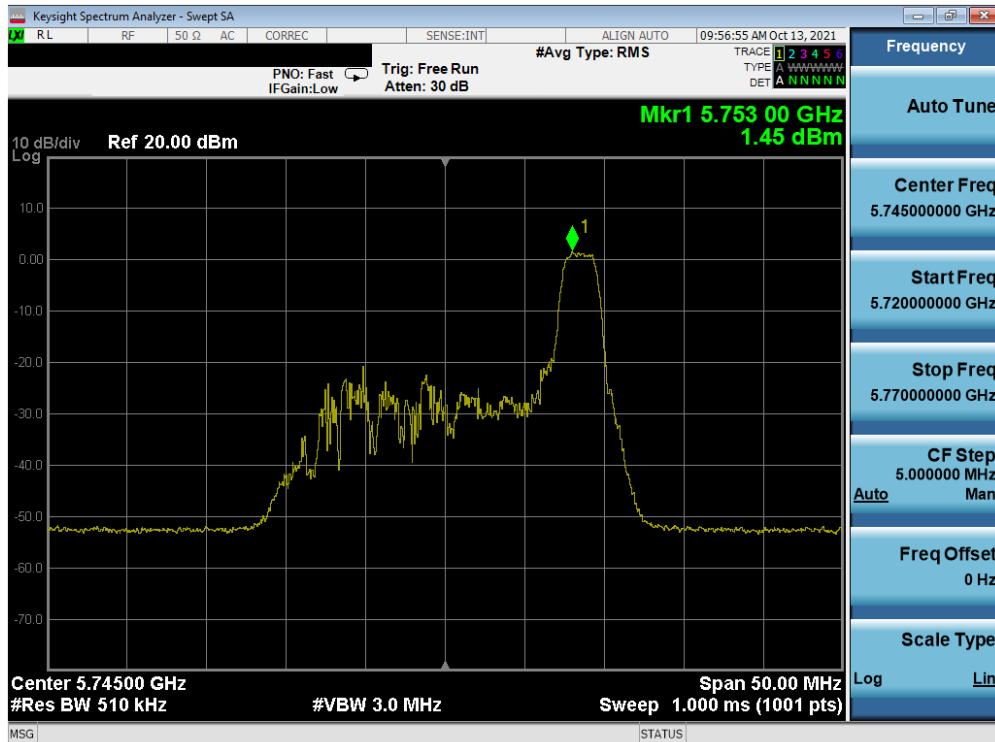 Keysight Spectrum Analyzer - Swept SA
LXI RL RF 50 Ω AC CORREC SENSE:INT ALIGN AUTO 09:56:55 AM Oct 13, 2021
#Avg Type: RMS
TRACE 1 2 3 4 5 6
TYPE A WWWWW
DET A N N N N N
PNO: Fast
IFGain:Low
Trig: Free Run
Atten: 30 dB
Mkr1 5.753 00 GHz
1.45 dBm
10 dB/div
Log
Ref 20.00 dBm
10.0
0.00
-10.0
-20.0
-30.0
-40.0
-50.0
-60.0
-70.0
1
Center 5.74500 GHz
Span 50.00 MHz
#Res BW 510 kHz
#VBW 3.0 MHz
Sweep 1.000 ms (1001 pts)
MSG
STATUS
Frequency
Auto Tune
Center Freq
5.745000000 GHz
Start Freq
5.720000000 GHz
Stop Freq
5.770000000 GHz
CF Step
5.000000 MHz
Auto Man
Freq Offset
0 Hz
Scale Type
Log Lin